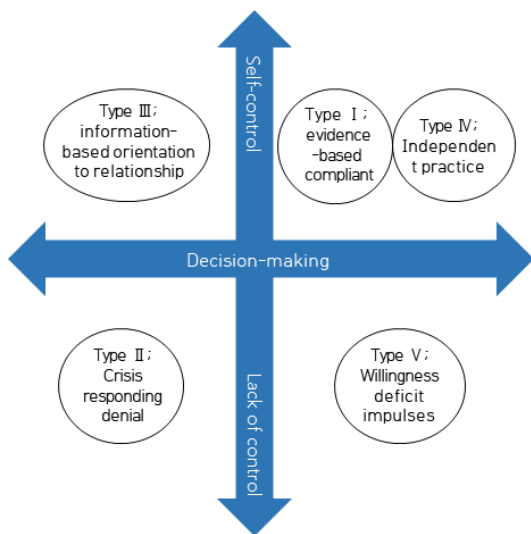 Self-control
Type Ⅲ;
information-
based orientation
to relationship
Type Ⅰ;
evidence
-based
compliant
Type Ⅳ;
Independen
t practice
Decision-making
Type Ⅱ;
Crisis
responding
denial
Lack of control
Type Ⅴ;
Willingness
deficit
impulses